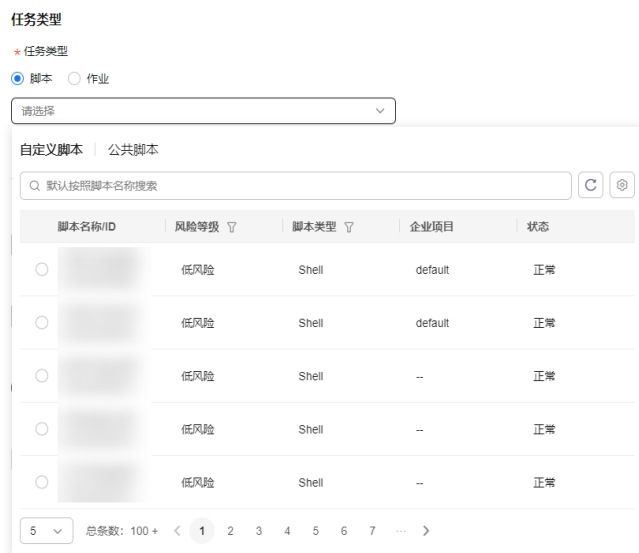 任务类型
* 任务类型
脚本 作业
请选择
自定义脚本 公共脚本
默认按照脚本名称搜索
脚本名称/ID 风险等级 脚本类型 企业项目 状态
低风险 Shell default 正常
低风险 Shell default 正常
低风险 Shell -- 正常
低风险 Shell -- 正常
低风险 Shell -- 正常
5 总条数: 100 + 1 2 3 4 5 6 7 ...